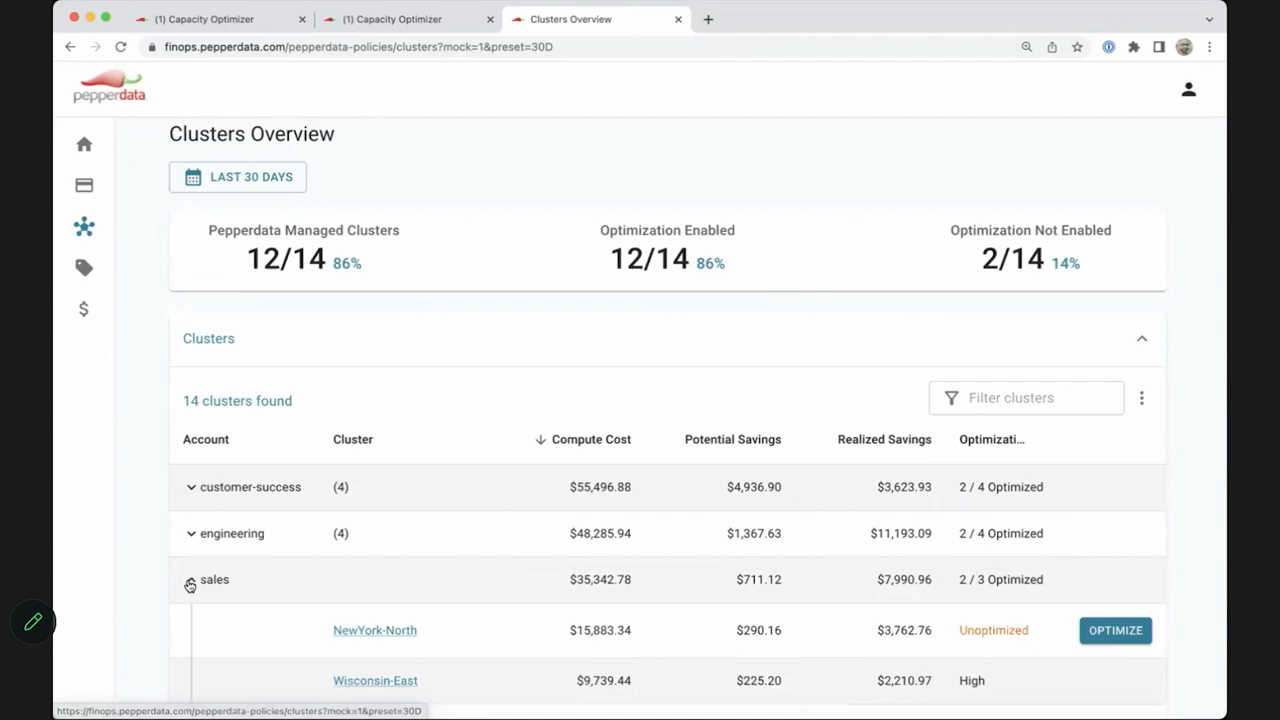 (1) Capacity Optimizer
(1) Capacity Optimizer
Clusters Overview
finops.pepperdata.com/pepperdata-policies/clusters?mock=1&preset=30D
pepperdata
Clusters Overview
LAST 30 DAYS
Pepperdata Managed Clusters Optimization Enabled Optimization Not Enabled
12/14 86% 12/14 86% 2/14 14%
Clusters
14 clusters found Filter clusters
Account Cluster Compute Cost Potential Savings Realized Savings Optimizati...
customer-success (4) $55,496.88 $4,936.90 $3,623.93 2 / 4 Optimized
engineering (4) $48,285.94 $1,367.63 $11,193.09 2 / 4 Optimized
sales $35,342.78 $711.12 $7,990.96 2 / 3 Optimized
NewYork-North $15,883.34 $290.16 $3,762.76 Unoptimized OPTIMIZE
Wisconsin-East $9,739.44 $225.20 $2,210.97 High
https://finops.pepperdata.com/pepperdata-policies/clusters?mock=1&preset=30D